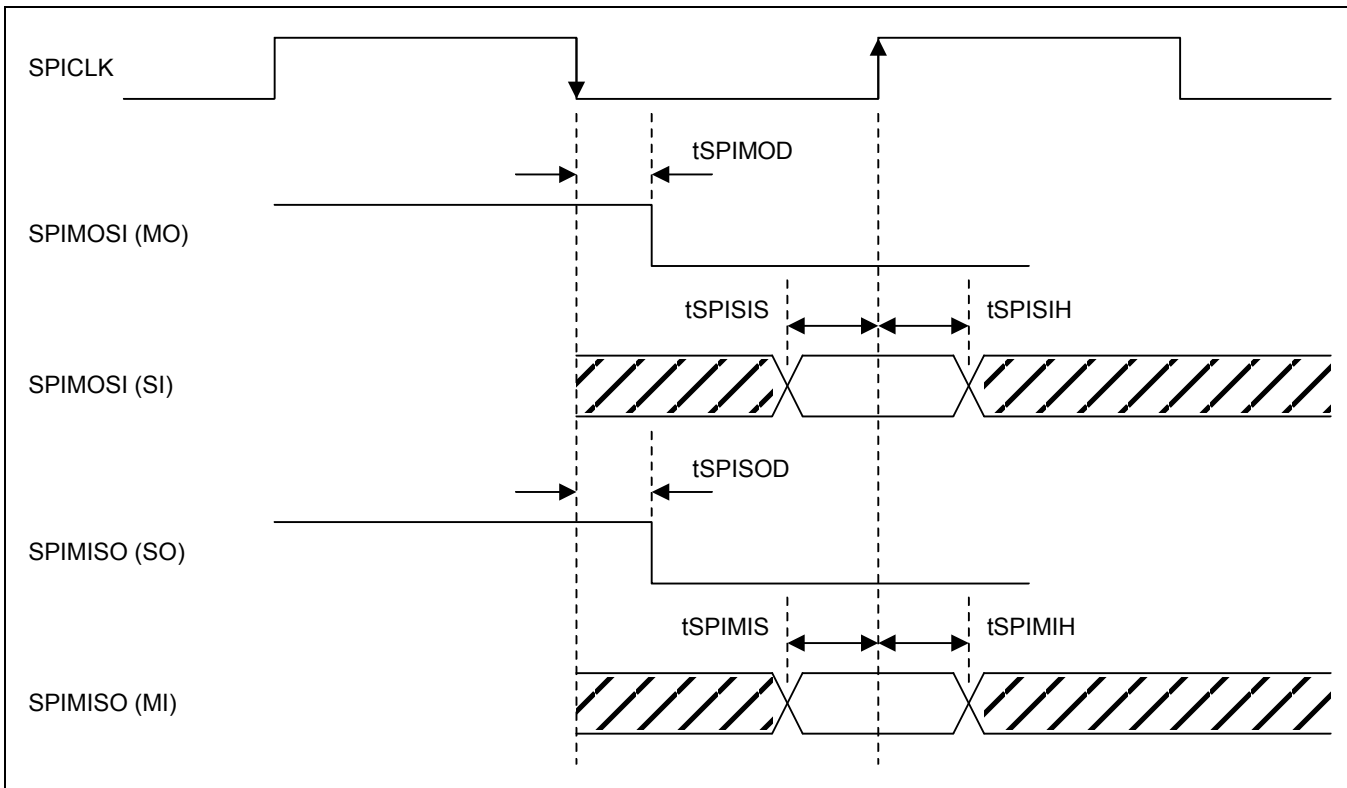 SPICLK
tSPIMOD
SPIMOSI (MO)
tSPISIS
tSPISIH
SPIMOSI (SI)
tSPISOD
SPIMISO (SO)
tSPIMIS
tSPIMIH
SPIMISO (MI)